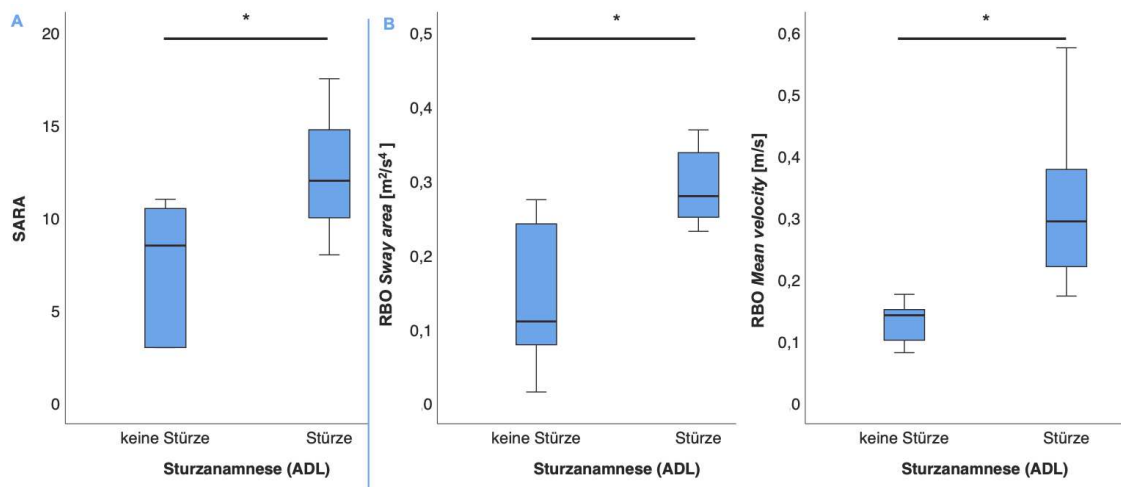 A
*
20
15
10
5
0
SARA
keine Stürze
Stürze
Sturzanamnese (ADL)
B
*
0,5
0,4
0,3
0,2
0,1
0
RBO Sway area [m²/s⁴]
keine Stürze
Stürze
Sturzanamnese (ADL)
*
0,6
0,5
0,4
0,3
0,2
0,1
0
RBO Mean velocity [m/s]
keine Stürze
Stürze
Sturzanamnese (ADL)